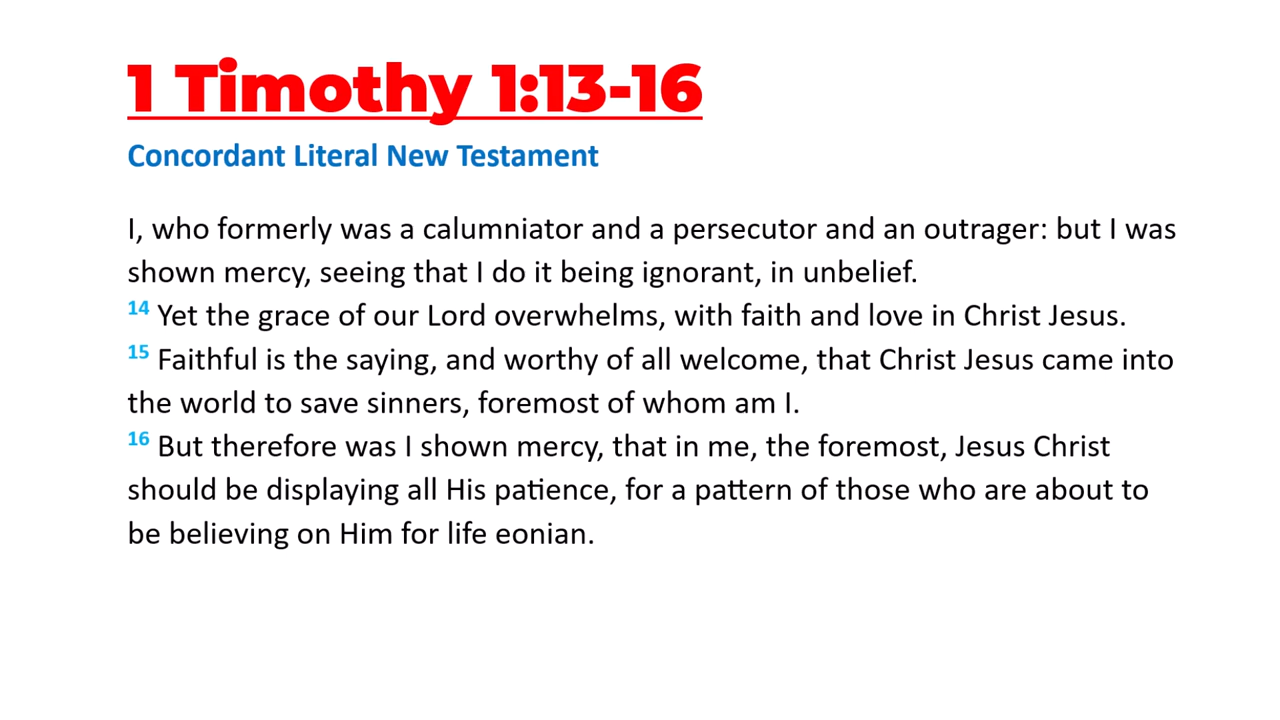 1 Timothy 1:13-16
Concordant Literal New Testament
I, who formerly was a calumniator and a persecutor and an outrager: but I was
shown mercy, seeing that I do it being ignorant, in unbelief.
14 Yet the grace of our Lord overwhelms, with faith and love in Christ Jesus.
15 Faithful is the saying, and worthy of all welcome, that Christ Jesus came into
the world to save sinners, foremost of whom am I.
16 But therefore was I shown mercy, that in me, the foremost, Jesus Christ
should be displaying all His patience, for a pattern of those who are about to
be believing on Him for life eonian.